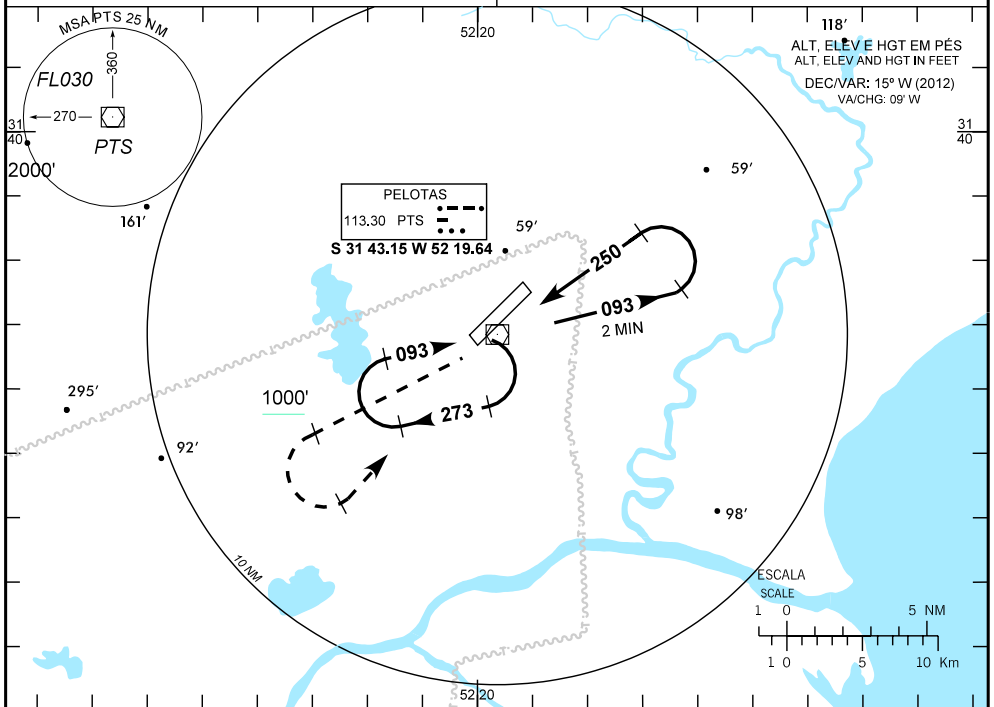 52 20
118'
MSA PTS 25 NM
ALT, ELEV E HGT EM PÉS
ALT, ELEV AND HGT IN FEET
DEC/VAR: 15º W (2012)
VA/CHG: 09' W
360
FL030
270
PTS
31
40
31
40
2000'
161'
59'
PELOTAS
113.30 PTS
S 31 43.15 W 52 19.64
59'
250
093
2 MIN
093
273
1000'
295'
92'
98'
10 NM
ESCALA
SCALE
1 0 5 NM
1 0 5 10 Km
52 20